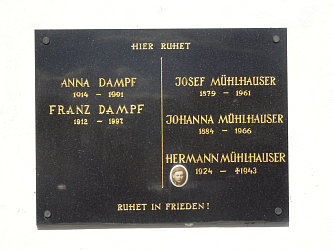 HIER RUHET
ANNA DAMPF
1914 – 1991
FRANZ DAMPF
1912 – 1997
JOSEF MÜHLHAUSER
1879 – 1961
JOHANNA MÜHLHAUSER
1884 – 1966
HERMANN MÜHLHAUSER
1924 – ✝1943
RUHET IN FRIEDEN!